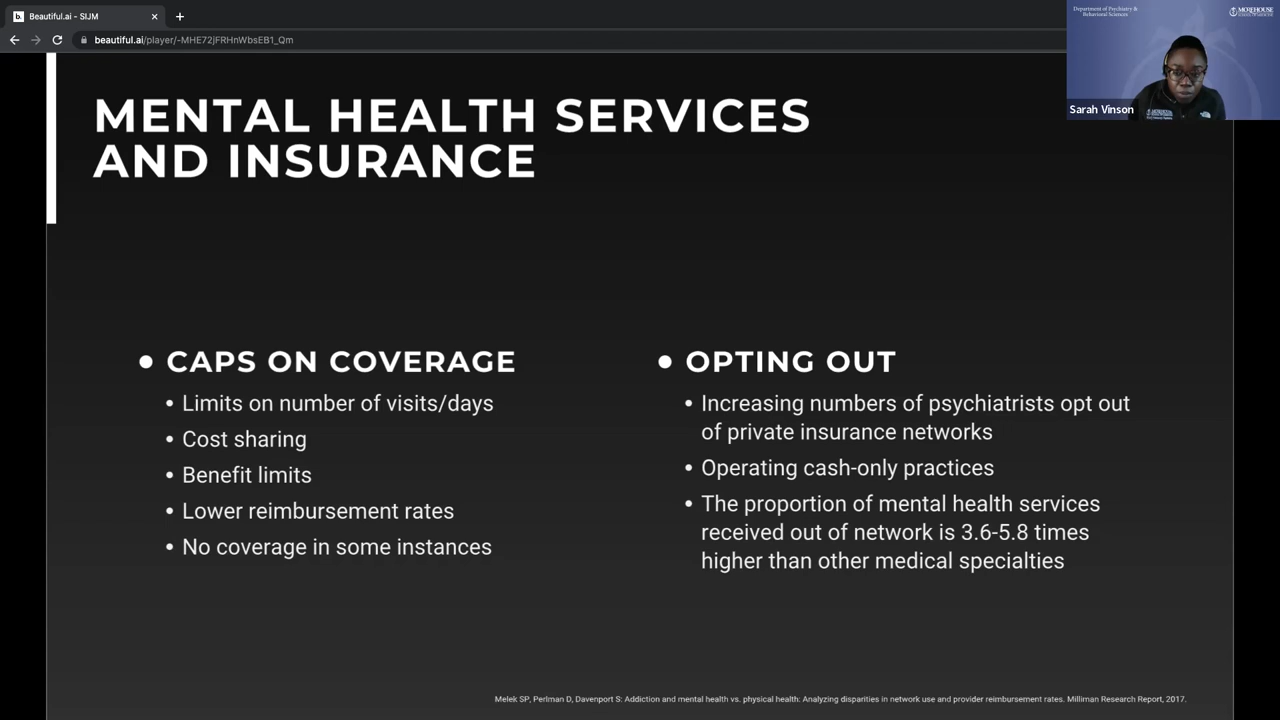 Beautiful.ai - SIJM
beautiful.ai/player/-MHE72jFRHnWbsEB1_Qm
Department of Psychiatry &
Behavioral Sciences
MOREHOUSE
SCHOOL OF MEDICINE
Sarah Vinson
MENTAL HEALTH SERVICES
AND INSURANCE
• CAPS ON COVERAGE
• Limits on number of visits/days
• Cost sharing
• Benefit limits
• Lower reimbursement rates
• No coverage in some instances
• OPTING OUT
• Increasing numbers of psychiatrists opt out
of private insurance networks
• Operating cash-only practices
• The proportion of mental health services
received out of network is 3.6-5.8 times
higher than other medical specialties
Melek SP, Perlman D, Davenport S: Addiction and mental health vs. physical health: Analyzing disparities in network use and provider reimbursement rates. Milliman Research Report, 2017.